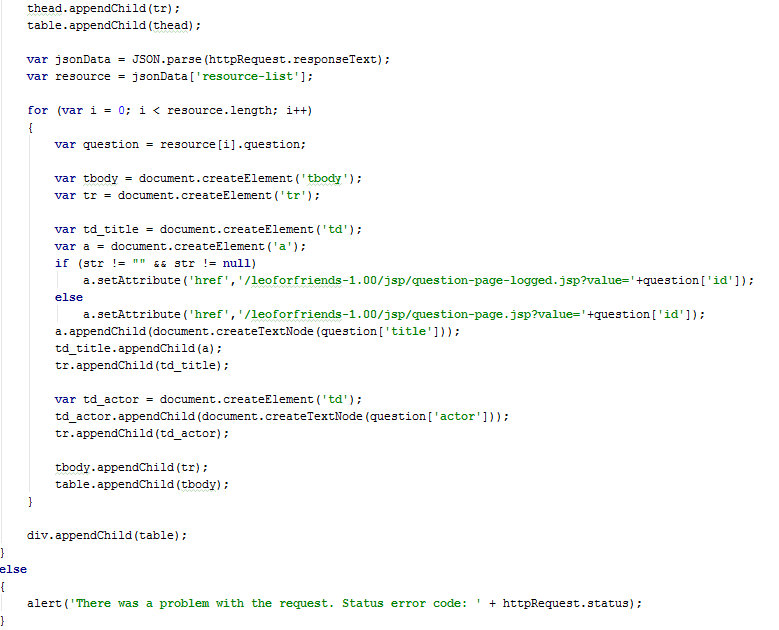 thead.appendChild(tr);
table.appendChild(thead);
var jsonData = JSON.parse(httpRequest.responseText);
var resource = jsonData['resource-list'];
for (var i = 0; i < resource.length; i++)
{
var question = resource[i].question;
var tbody = document.createElement('tbody');
var tr = document.createElement('tr');
var td_title = document.createElement('td');
var a = document.createElement('a');
if (str != "" && str != null)
a.setAttribute('href','/leoforfriends-1.00/jsp/question-page-logged.jsp?value='+question['id']);
else
a.setAttribute('href','/leoforfriends-1.00/jsp/question-page.jsp?value='+question['id']);
a.appendChild(document.createTextNode(question['title']));
td_title.appendChild(a);
tr.appendChild(td_title);
var td_actor = document.createElement('td');
td_actor.appendChild(document.createTextNode(question['actor']));
tr.appendChild(td_actor);
tbody.appendChild(tr);
table.appendChild(tbody);
}
div.appendChild(table);
}
else
{
alert('There was a problem with the request. Status error code: ' + httpRequest.status);
}